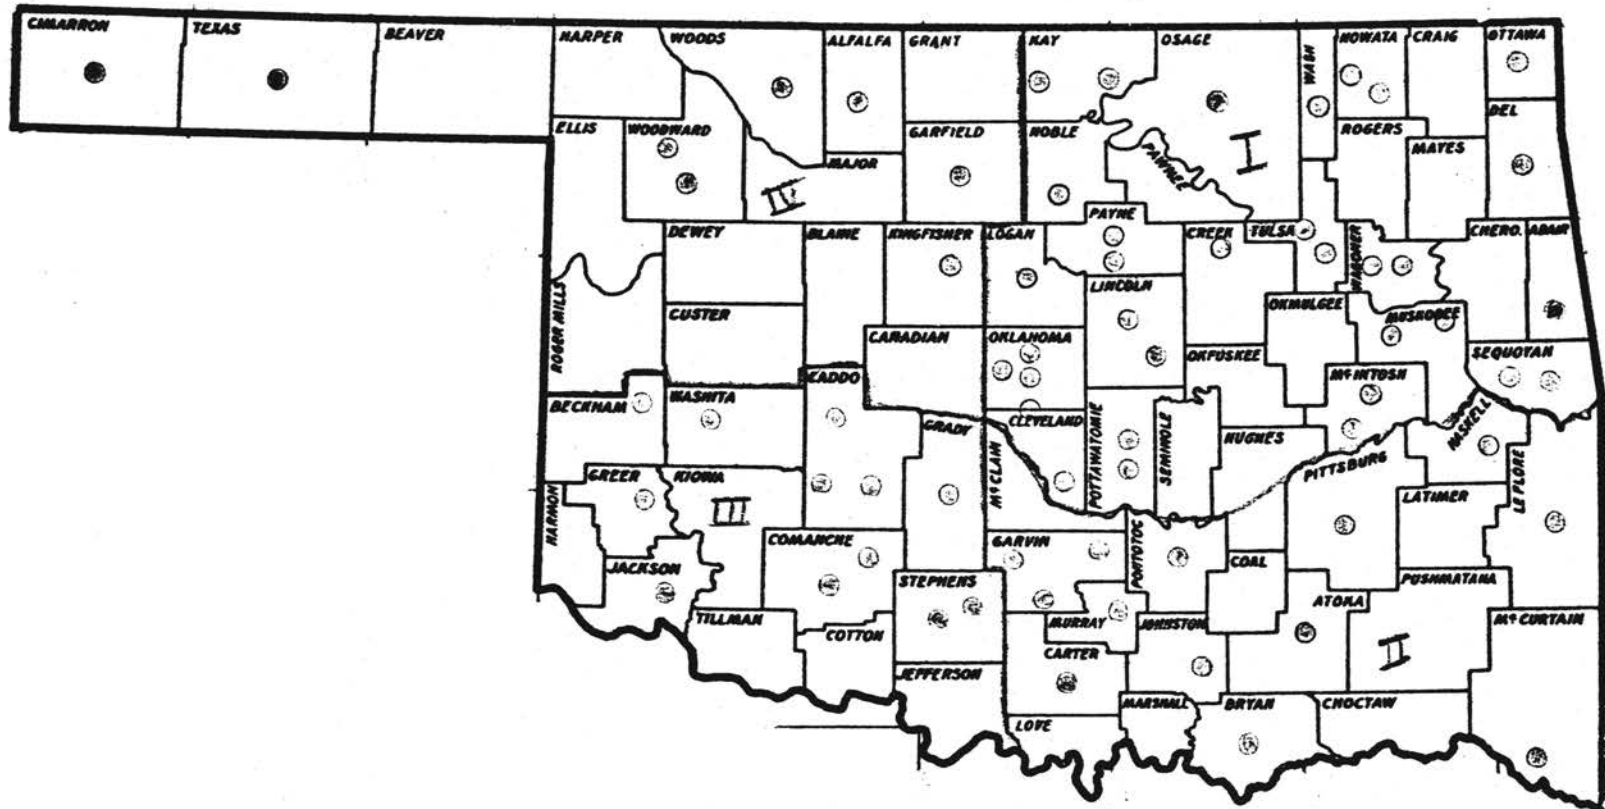 CIMARRON
TEXAS
BEAVER
HARPER
WOODS
ALFALFA
GRANT
KAY
OSAGE
WASH
NOWATA
CRAIG
OTTAWA
DEL
ELLIS
WOODWARD
MAJOR
GARFIELD
NOBLE
PAWNEE
I
ROGERS
MAYES
IV
DEWEY
BLAINE
KINGFISHER
LOGAN
PAYNE
CREEK
TULSA
WAGONER
CHERO.
ADAIR
ROGER MILLS
CUSTER
CANADIAN
OKLAHOMA
LINCOLN
OKMULGEE
MUSKOGEE
OKFUSKEE
SEQUOYAH
BECKHAM
WASHITA
CADDO
GRADY
McCLAIN
CLEVELAND
POTTAWATOMIE
SEMINOLE
HUGHES
McINTOSH
HASKELL
PITTSBURG
LATIMER
LE FLORE
HARMON
GREER
KIOWA
III
JACKSON
COMANCHE
TILLMAN
COTTON
STEPHENS
JEFFERSON
GARVIN
PONTOTOC
COAL
MURRAY
JOHNSTON
CARTER
ATOKA
PUSHMATAHA
McCURTAIN
II
LOVE
MARSHALL
BRYAN
CHOCTAW